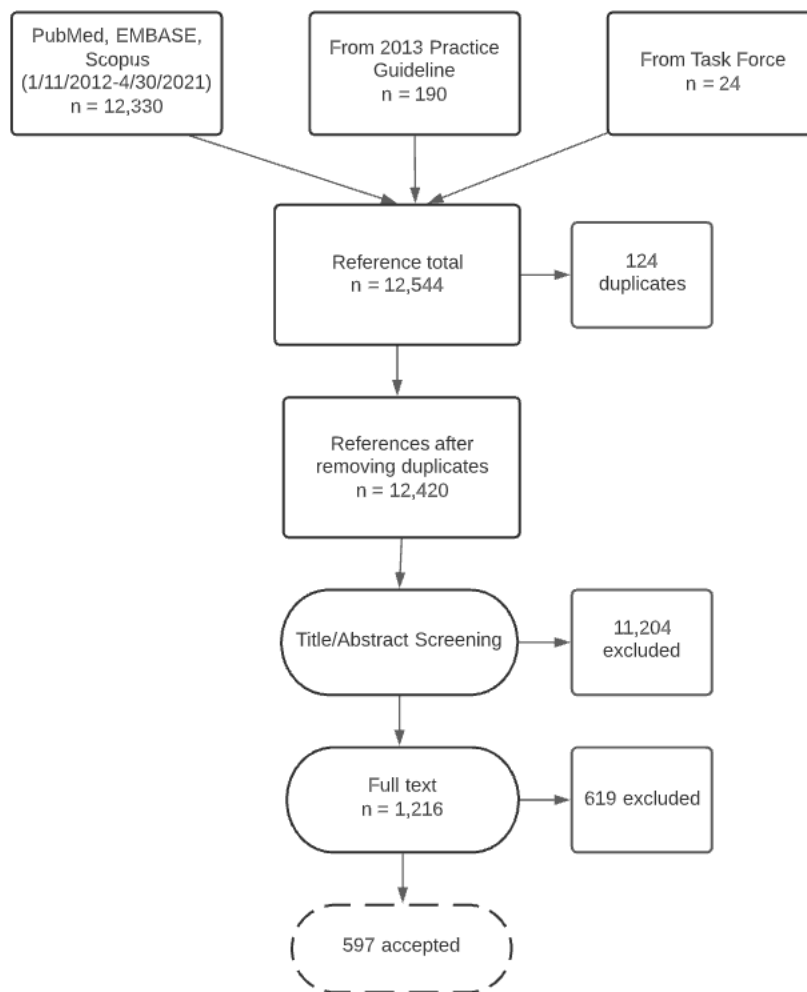 PubMed, EMBASE,
Scopus
(1/11/2012-4/30/2021)
n = 12,330
From 2013 Practice
Guideline
n = 190
From Task Force
n = 24
Reference total
n = 12,544
124
duplicates
References after
removing duplicates
n = 12,420
Title/Abstract Screening
11,204
excluded
Full text
n = 1,216
619 excluded
597 accepted